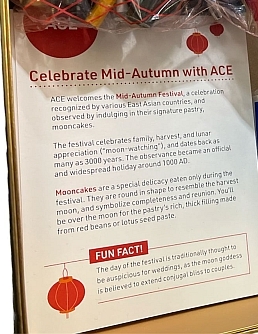 ACE
Celebrate Mid-Autumn with ACE
ACE welcomes the Mid-Autumn Festival, a celebration
recognized by various East Asian countries, and
observed by indulging in their signature pastry,
mooncakes.
The festival celebrates family, harvest, and lunar
appreciation ("moon-watching"), and dates back as
many as 3000 years. The observance became an official
and widespread holiday around 1000 AD.
Mooncakes are a special delicacy eaten only during the
festival. They are round in shape to resemble the harvest
moon, and symbolize completeness and reunion. You'll
be over the moon for the pastry's rich, thick filling made
from red beans or lotus seed paste.
FUN FACT!
The day of the festival is traditionally thought to
be auspicious for weddings, as the moon goddess
is believed to extend conjugal bliss to couples.